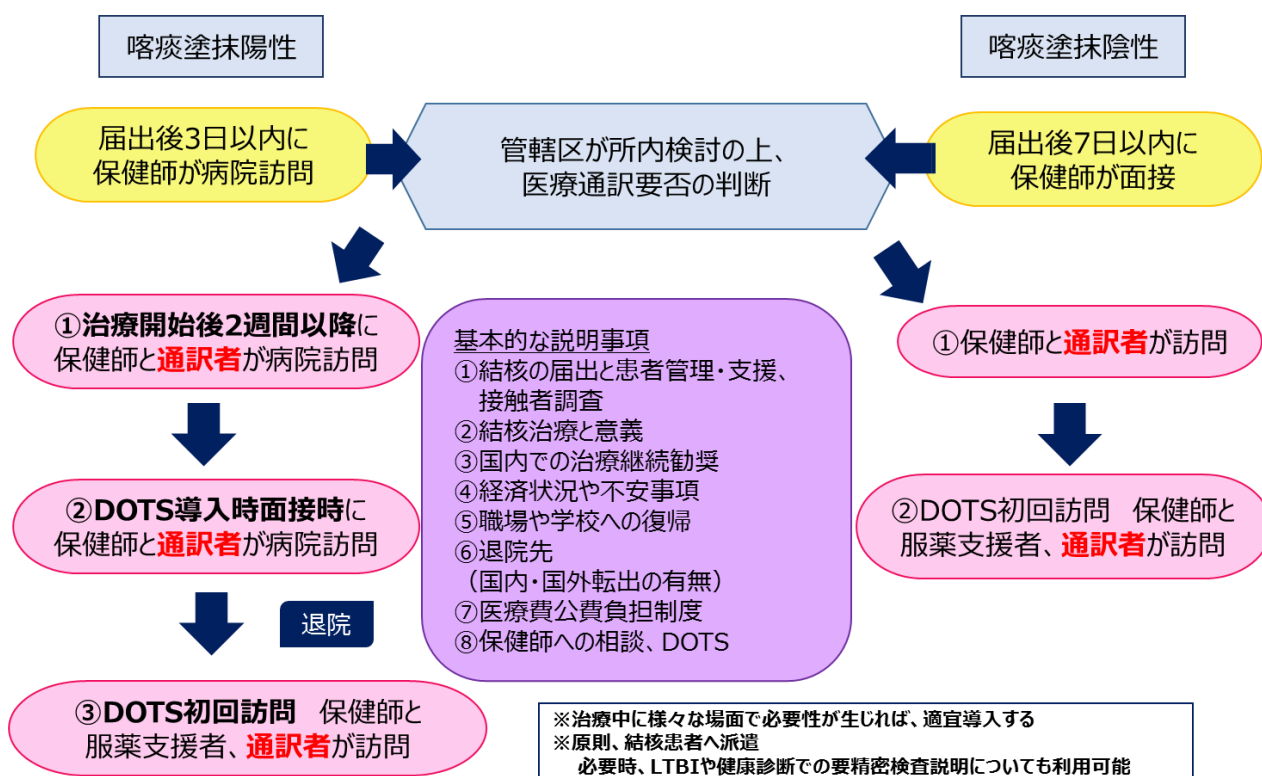 喀痰塗抹陽性
喀痰塗抹陰性
届出後3日以内に
保健師が病院訪問
管轄区が所内検討の上、
医療通訳要否の判断
届出後7日以内に
保健師が面接
①治療開始後2週間以降に
保健師と通訳者が病院訪問
②DOTS導入時面接時に
保健師と通訳者が病院訪問
退院
③DOTS初回訪問　保健師と
服薬支援者、通訳者が訪問
基本的な説明事項
①結核の届出と患者管理・支援、
接触者調査
②結核治療と意義
③国内での治療継続勧奨
④経済状況や不安事項
⑤職場や学校への復帰
⑥退院先
（国内・国外転出の有無）
⑦医療費公費負担制度
⑧保健師への相談、DOTS
①保健師と通訳者が訪問
②DOTS初回訪問　保健師と
服薬支援者、通訳者が訪問
※治療中に様々な場面で必要性が生じれば、適宜導入する
※原則、結核患者へ派遣
必要時、LTBIや健康診断での要精密検査説明についても利用可能